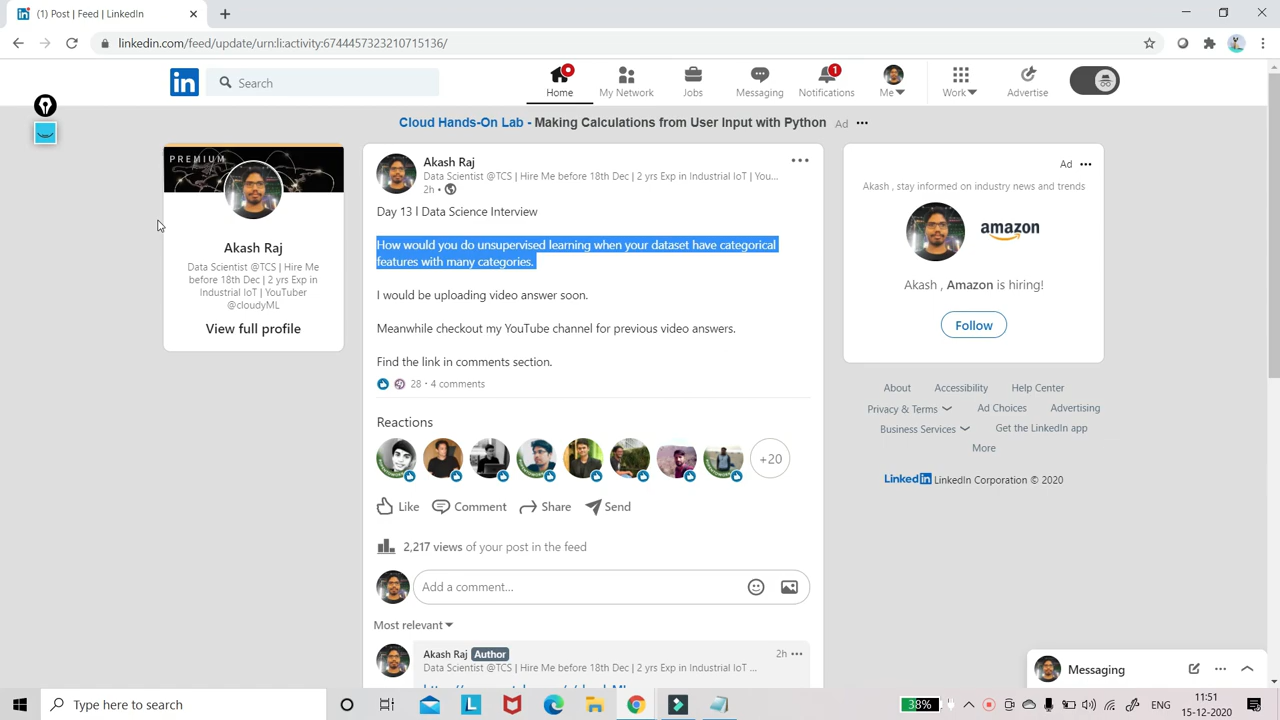 (1) Post | Feed | LinkedIn
linkedin.com/feed/update/urn:li:activity:6744457323210715136/
in
Search
Home
My Network
Jobs
Messaging
1
Notifications
Me
Work
Advertise
Cloud Hands-On Lab - Making Calculations from User Input with Python Ad
PREMIUM
Akash Raj
Data Scientist @TCS | Hire Me
before 18th Dec | 2 yrs Exp in
Industrial IoT | YouTuber
@cloudyML
View full profile
Akash Raj
Data Scientist @TCS | Hire Me before 18th Dec | 2 yrs Exp in Industrial IoT | You...
2h •
Day 13 l Data Science Interview
How would you do unsupervised learning when your dataset have categorical
features with many categories.
I would be uploading video answer soon.
Meanwhile checkout my YouTube channel for previous video answers.
Find the link in comments section.
28 • 4 comments
Reactions
+20
Like
Comment
Share
Send
2,217 views of your post in the feed
Add a comment...
Most relevant
Akash Raj Author
2h
Data Scientist @TCS | Hire Me before 18th Dec | 2 yrs Exp in Industrial IoT ...
Ad
Akash , stay informed on industry news and trends
amazon
Akash , Amazon is hiring!
Follow
About
Accessibility
Help Center
Privacy & Terms
Ad Choices
Advertising
Business Services
Get the LinkedIn app
More
LinkedIn LinkedIn Corporation © 2020
Messaging
Type here to search
38%
ENG
11:51
15-12-2020